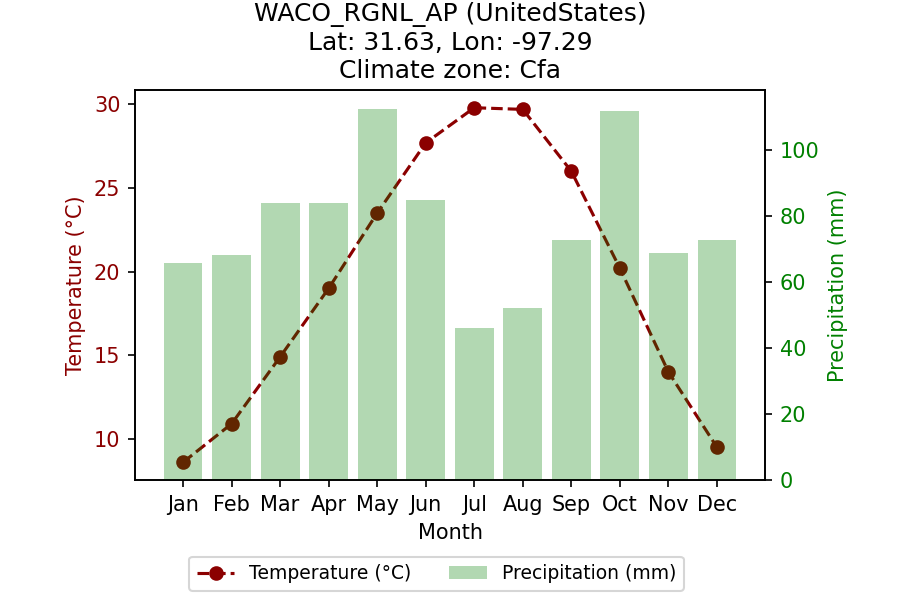 WACO_RGNL_AP (UnitedStates)
Lat: 31.63, Lon: -97.29
Climate zone: Cfa
30
25
20
15
10
Temperature (°C)
100
80
60
40
20
0
Precipitation (mm)
Jan Feb Mar Apr May Jun Jul Aug Sep Oct Nov Dec
Month
Temperature (°C) Precipitation (mm)